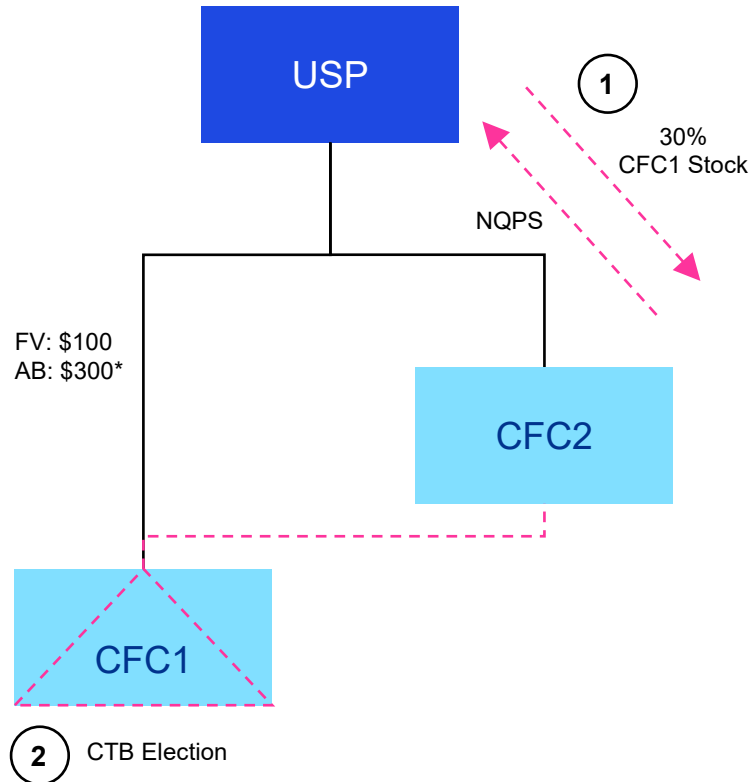 USP
1
30%
CFC1 Stock
NQPS
FV: $100
AB: $300*
CFC2
CFC1
2 CTB Election